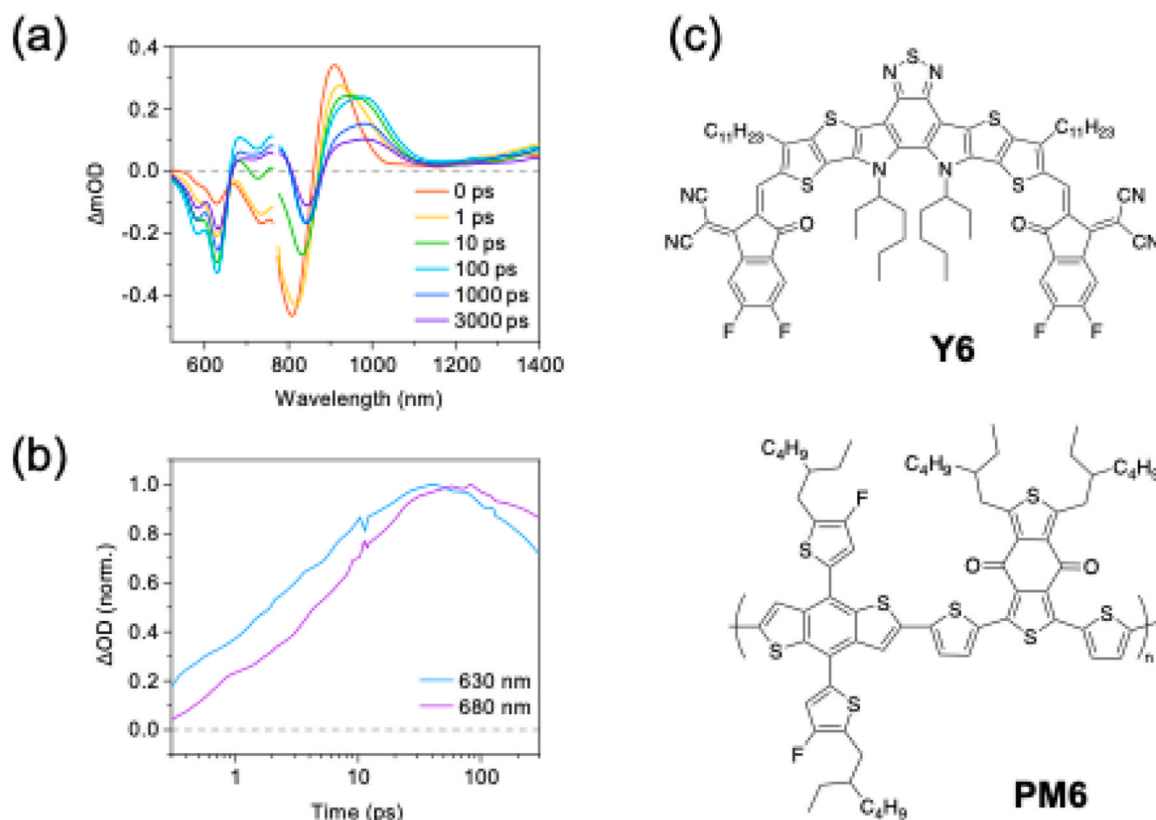 (a)
0.4
0.2
0.0
-0.2
-0.4
ΔmOD
0 ps
1 ps
10 ps
100 ps
1000 ps
3000 ps
600 800 1000 1200 1400
Wavelength (nm)
(b)
1.0
0.8
0.6
0.4
0.2
0.0
ΔOD (norm.)
630 nm
680 nm
1 10 100
Time (ps)
(c)
S
N N
C11H23 S S C11H23
S N N S
NC O O CN
NC CN
F F F F
Y6
C4H9 C4H9 C4H9
F S
S O O
S S S
S S
n
S
F
C4H9
PM6